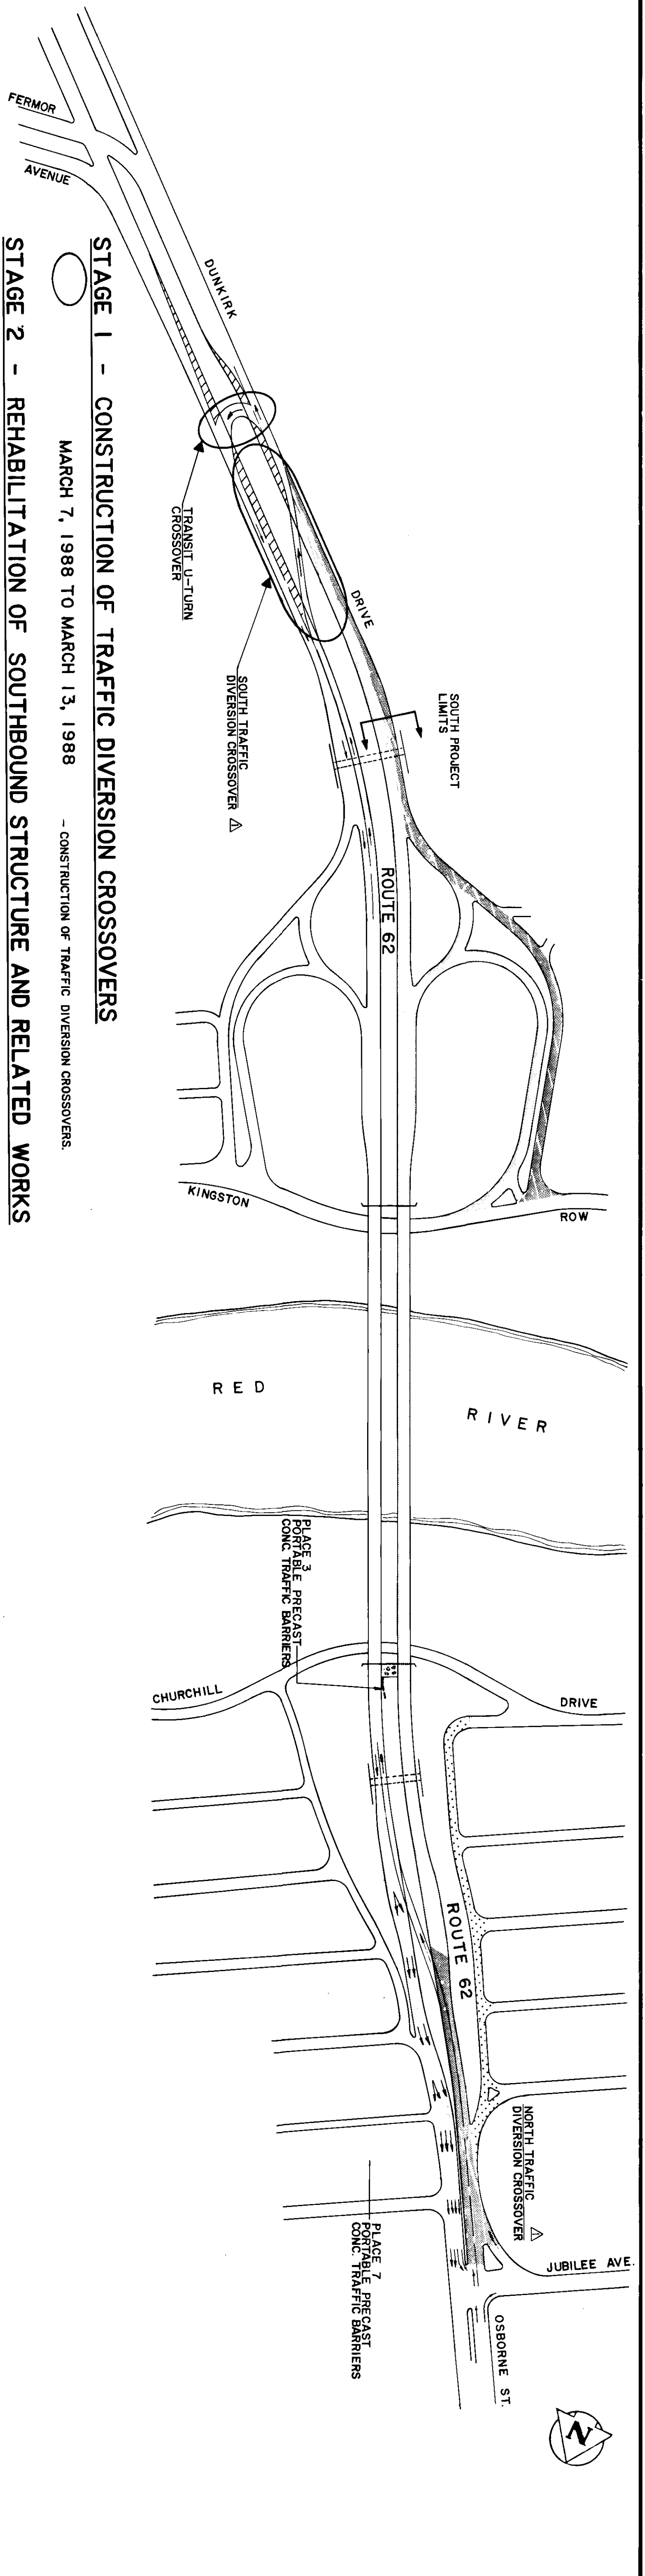 FERMOR
AVENUE
DUNKIRK
DRIVE
TRANSIT U-TURN
CROSSOVER
SOUTH TRAFFIC
DIVERSION CROSSOVER
SOUTH PROJECT
LIMITS
ROUTE 62
KINGSTON
ROW
RED
RIVER
PLACE 3
PORTABLE PRECAST
CONC. TRAFFIC BARRIERS
CHURCHILL
DRIVE
ROUTE 62
NORTH TRAFFIC
DIVERSION CROSSOVER
PLACE 7
PORTABLE PRECAST
CONC. TRAFFIC BARRIERS
JUBILEE AVE.
OSBORNE ST.
N
STAGE 1 - CONSTRUCTION OF TRAFFIC DIVERSION CROSSOVERS
MARCH 7, 1988 TO MARCH 13, 1988 - CONSTRUCTION OF TRAFFIC DIVERSION CROSSOVERS.
STAGE 2 - REHABILITATION OF SOUTHBOUND STRUCTURE AND RELATED WORKS